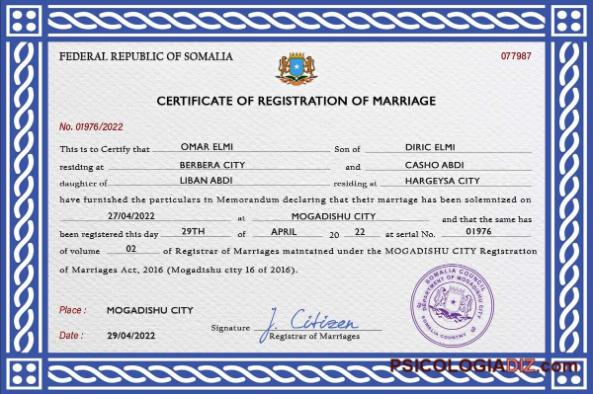 FEDERAL REPUBLIC OF SOMALIA 077987
CERTIFICATE OF REGISTRATION OF MARRIAGE
No. 01976/2022
This is to Certify that OMAR ELMI Son of DIRIC ELMI
residing at BERBERA CITY and CASHO ABDI
daughter of LIBAN ABDI residing at HARGEYSA CITY
have furnished the particulars in Memorandum declaring that their marriage has been solemnized on
27/04/2022 at MOGADISHU CITY and that the same has
been registered this day 29TH of APRIL 20 22 at serial No. 01976
of volume 02 of Registrar of Marriages maintained under the MOGADISHU CITY Registration
of Marriages Act, 2016 (Mogadishu city 16 of 2016).
Place : MOGADISHU CITY
Signature J. Citizen
Date : 29/04/2022 Registrar of Marriages
SOMALIA COUNCIL
DEPARTMENT OF MOGADISHU CITY
SOMALIA COUNTRY
PSICOLOGIADIZ.com